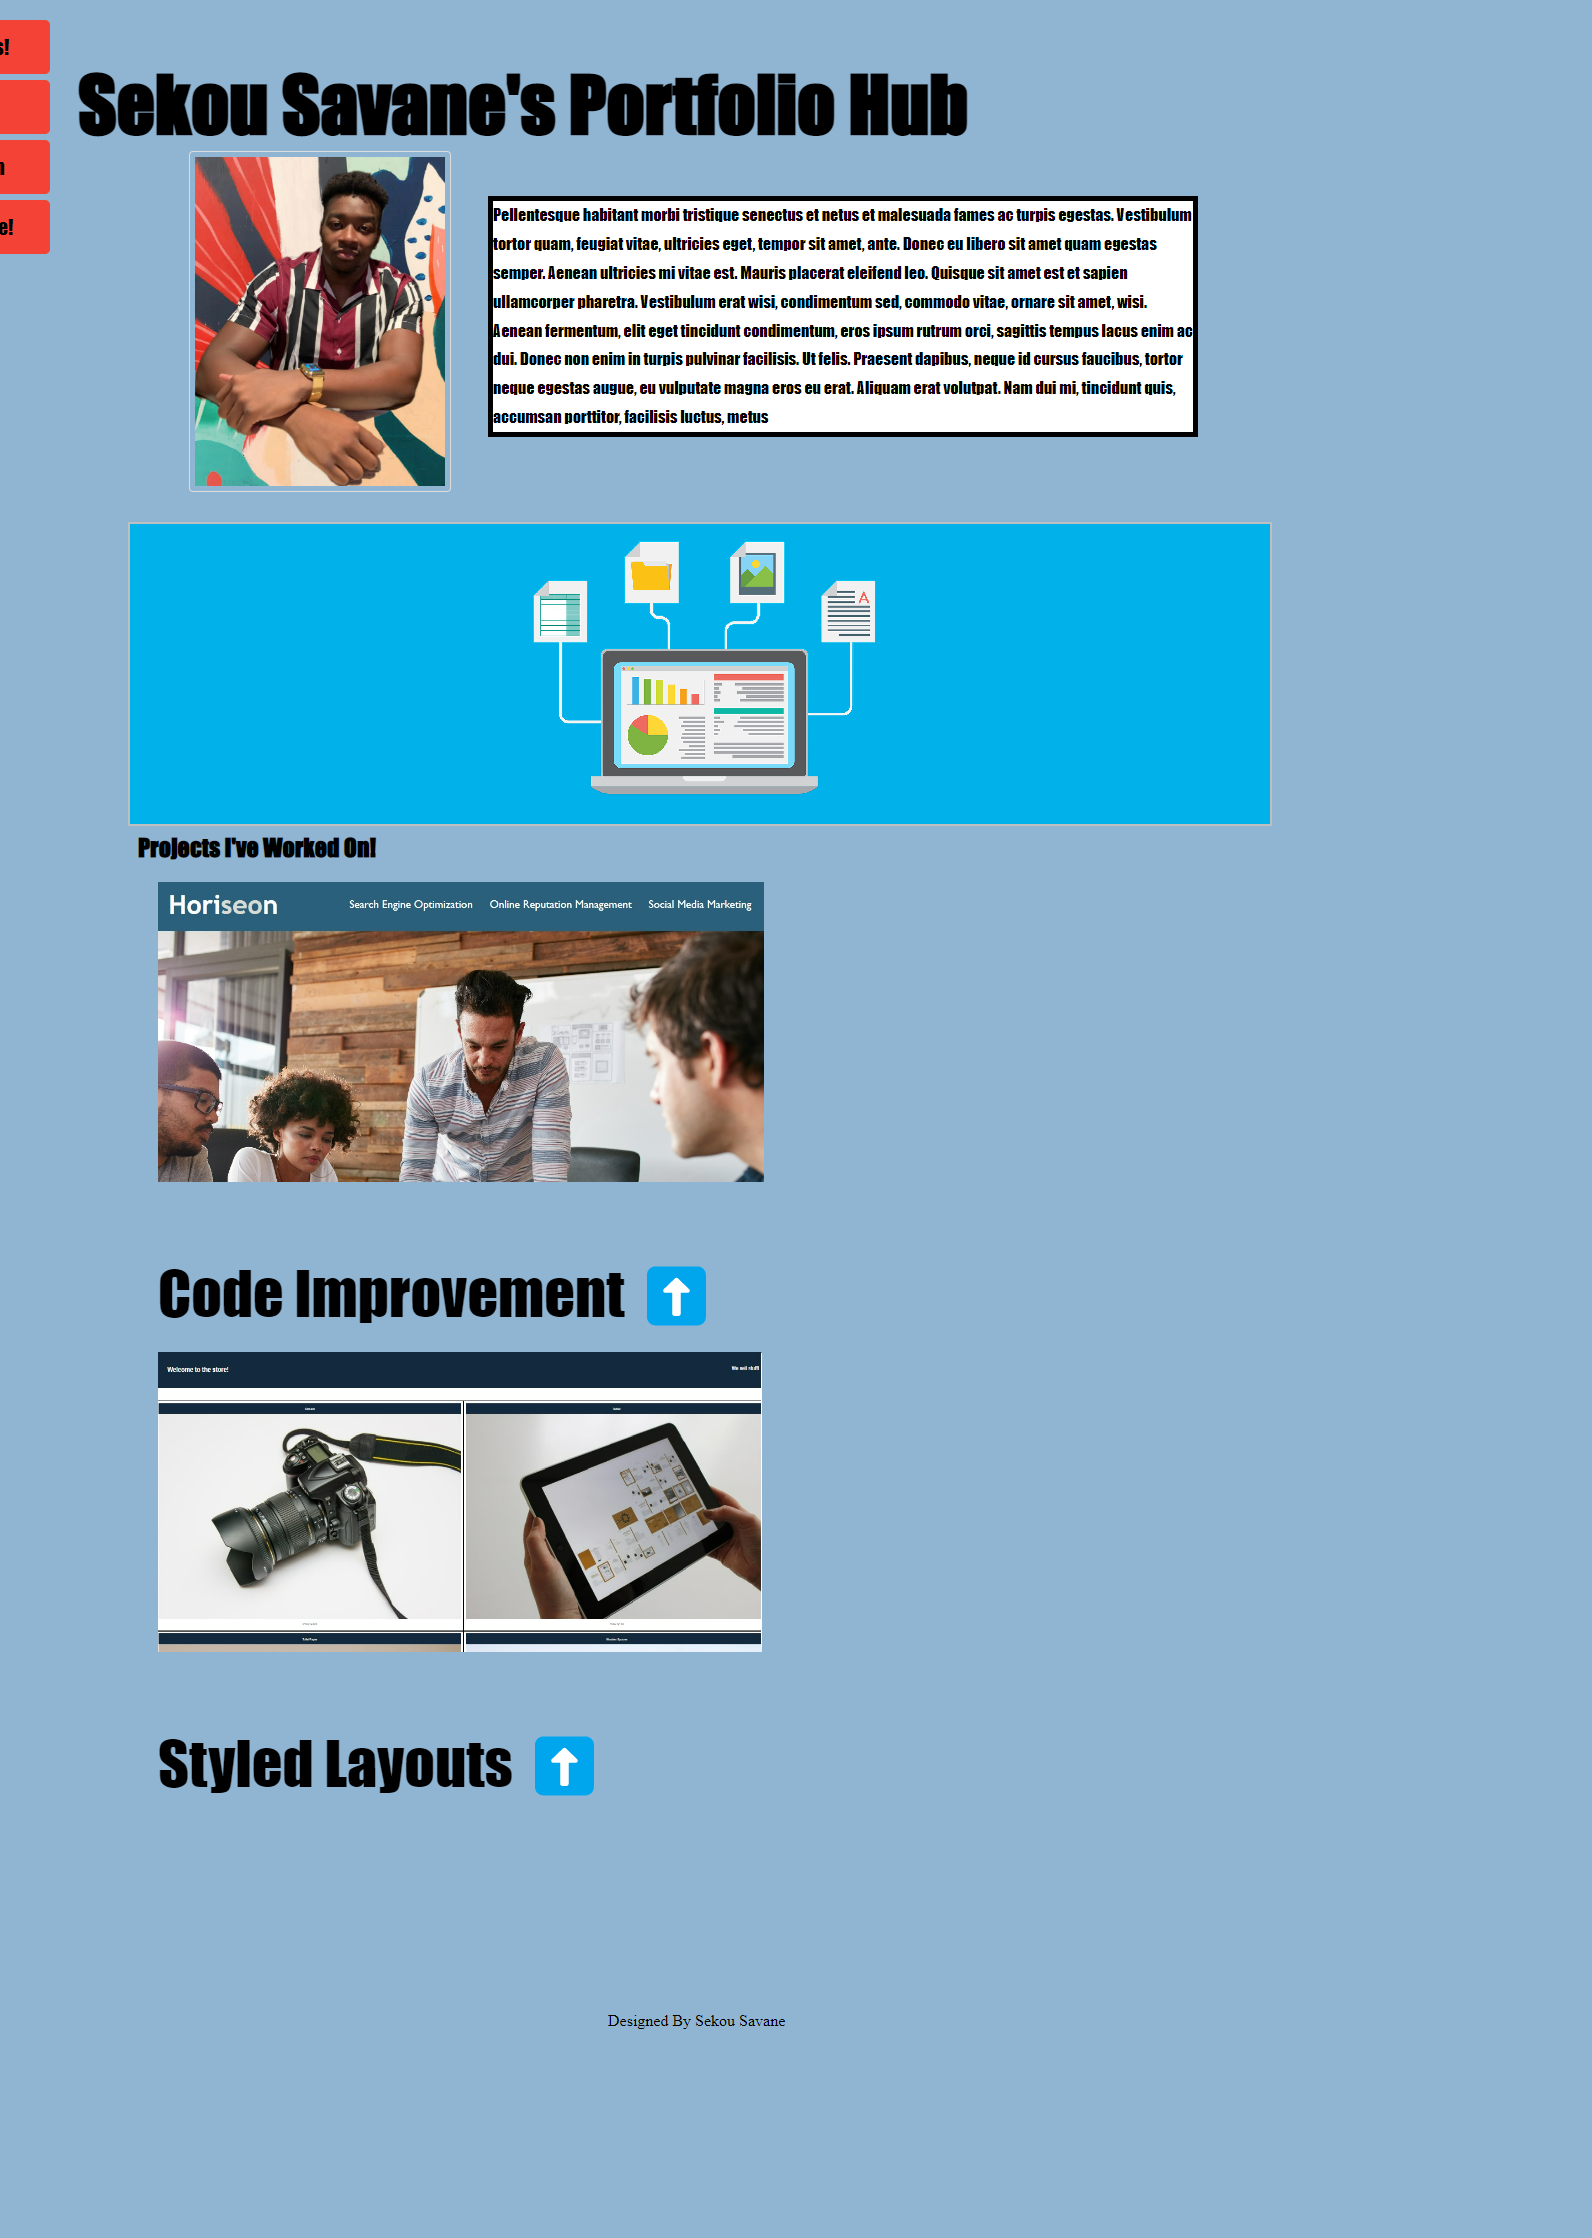 s!
n
e!
Sekou Savane's Portfolio Hub
Pellentesque habitant morbi tristique senectus et netus et malesuada fames ac turpis egestas. Vestibulum
tortor quam, feugiat vitae, ultricies eget, tempor sit amet, ante. Donec eu libero sit amet quam egestas
semper. Aenean ultricies mi vitae est. Mauris placerat eleifend leo. Quisque sit amet est et sapien
ullamcorper pharetra. Vestibulum erat wisi, condimentum sed, commodo vitae, ornare sit amet, wisi.
Aenean fermentum, elit eget tincidunt condimentum, eros ipsum rutrum orci, sagittis tempus lacus enim ac
dui. Donec non enim in turpis pulvinar facilisis. Ut felis. Praesent dapibus, neque id cursus faucibus, tortor
neque egestas augue, eu vulputate magna eros eu erat. Aliquam erat volutpat. Nam dui mi, tincidunt quis,
accumsan porttitor, facilisis luctus, metus
A
Projects I've Worked On!
Horiseon Search Engine Optimization Online Reputation Management Social Media Marketing
Code Improvement
Welcome to the store! We sell stuff!
Toilet Paper
Styled Layouts
Designed By Sekou Savane